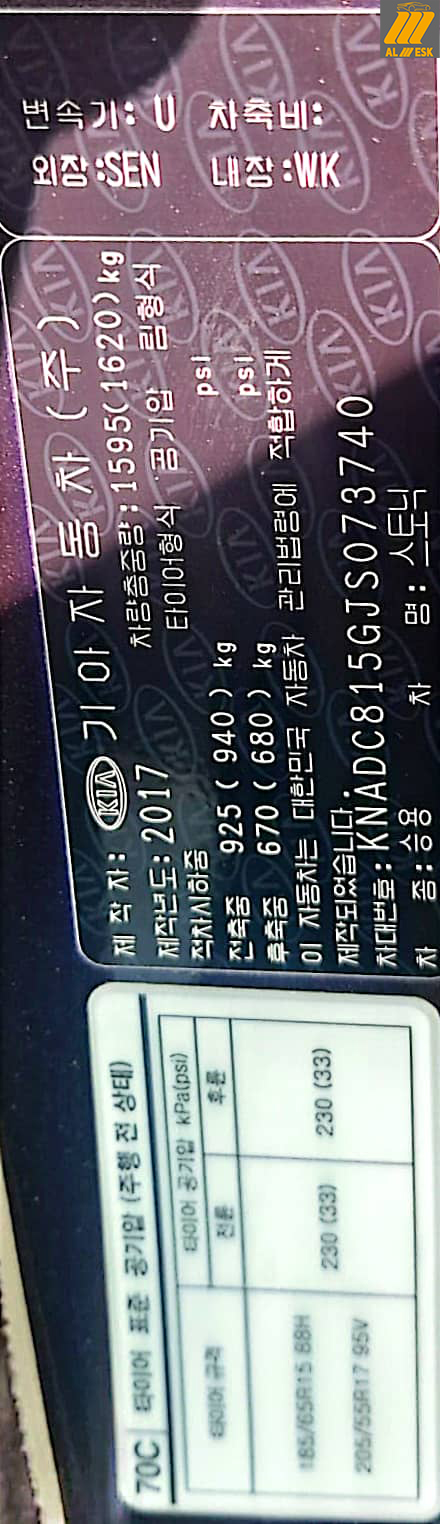 AL ESK
변속기: U 차축비:
외장:SEN 내장:WK
제 작 자: KIA 기아자동차(주)
제작년도: 2017 차량총중량:1595(1620)kg
적차시하중 타이어형식 공기압 림형식
전축중 925 ( 940 ) kg psi
후축중 670 ( 680 ) kg psi
이 자동차는 대한민국 자동차 관리법령에 적합하게
제작되었습니다.
차대번호: KNADC815GJS073740
차 종: 승용 차 명: 스토닉
70C 타이어 표준 공기압 (주행 전 상태)
타이어 규격 타이어 공기압 kPa(psi)
전륜 후륜
185/65R15 88H 230 (33) 230 (33)
205/55R17 95V